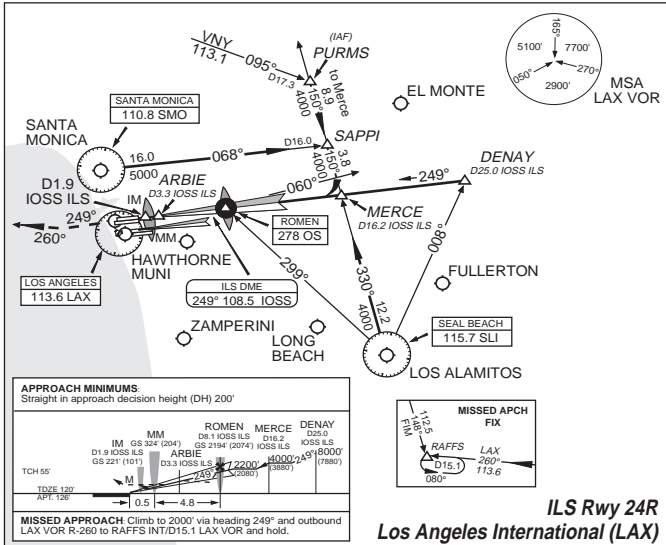 VNY
113.1
095°
D17.3
(IAF)
PURMS
150°
4000
8.9
to Merce
EL MONTE
165°
5100'
7700'
050°
270°
2900'
MSA
LAX VOR
SANTA MONICA
110.8 SMO
SANTA
MONICA
16.0
5000
068°
D16.0
SAPPI
3.8
150°
4000
DENAY
D25.0 IOSS ILS
249°
060°
D1.9
IOSS ILS
ARBIE
D3.3 IOSS ILS
IM
MM
249°
260°
MERCE
D16.2 IOSS ILS
ROMEN
278 OS
HAWTHORNE
MUNI
LOS ANGELES
113.6 LAX
ILS DME
249° 108.5 IOSS
299°
330°
12.2
4000
008°
FULLERTON
ZAMPERINI
LONG
BEACH
SEAL BEACH
115.7 SLI
LOS ALAMITOS
APPROACH MINIMUMS:
Straight in approach decision height (DH) 200'
IM
D1.9 IOSS ILS
GS 221' (101')
MM
GS 324' (204')
ARBIE
D3.3 IOSS ILS
ROMEN
D8.1 IOSS ILS
GS 2194' (2074')
MERCE
D16.2
IOSS ILS
DENAY
D25.0
IOSS ILS
TCH 55'
M
249°
2200'
(2080')
4000'
(3880')
249°
8000'
(7880')
TDZE 120'
APT. 126'
0.5
4.8
MISSED APPROACH: Climb to 2000' via heading 249° and outbound
LAX VOR R-260 to RAFFS INT/D15.1 LAX VOR and hold.
MISSED APCH
FIX
112.5
148°
FIM
RAFFS
D15.1
080°
LAX
260°
113.6
ILS Rwy 24R
Los Angeles International (LAX)